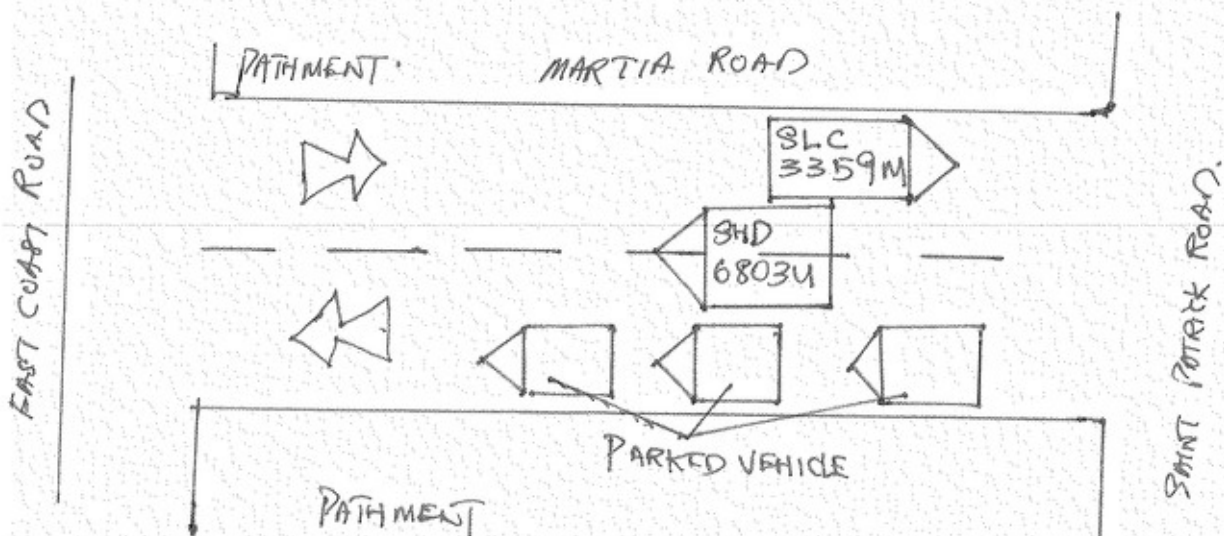 PATHMENT.
MARTIA ROAD
EAST COAST ROAD
SLC
3359M
SHD
6803U
SAINT PATRICK ROAD.
PARKED VEHICLE
PATHMENT